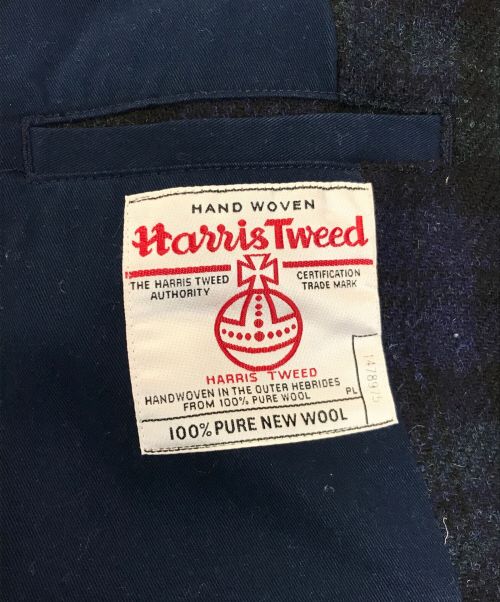 HAND WOVEN
Harris Tweed
THE HARRIS TWEED
AUTHORITY
CERTIFICATION
TRADE MARK
HARRIS TWEED
HANDWOVEN IN THE OUTER HEBRIDES
FROM 100% PURE WOOL
PL
100% PURE NEW WOOL